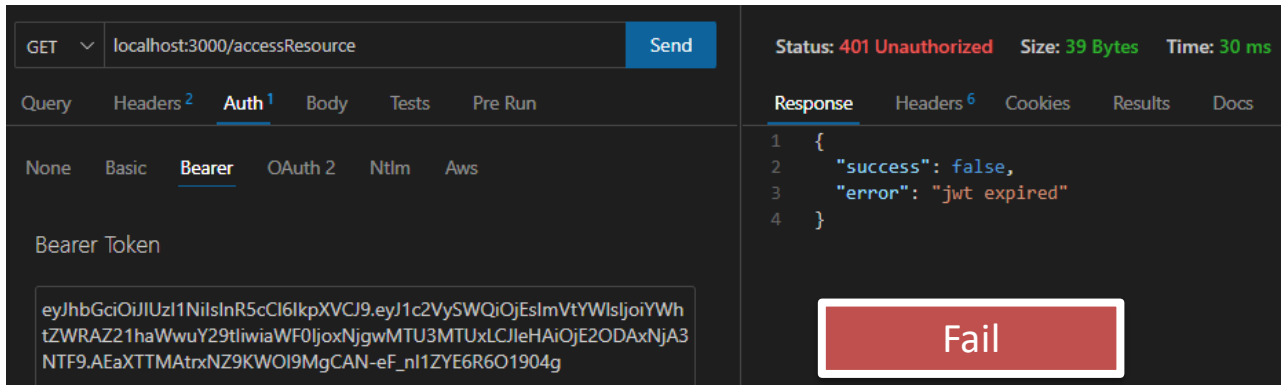 GET localhost:3000/accessResource Send
Status: 401 Unauthorized Size: 39 Bytes Time: 30 ms
Query Headers 2 Auth 1 Body Tests Pre Run
Response Headers 6 Cookies Results Docs
None Basic Bearer OAuth 2 Ntlm Aws
1 {
2 "success": false,
3 "error": "jwt expired"
4 }
Bearer Token
eyJhbGciOiJIUzI1NiIsInR5cCI6IkpXVCJ9.eyJ1c2VySWQiOjEsImVtYWlsIjoiYWh
tZWRAZ21haWwuY29tIiwiaWF0IjoxNjgwMTU3MTUxLCJleHAiOjE2ODAxNjA3
NTF9.AEaXTTMAtrxNZ9KWOI9MgCAN-eF_nI1ZYE6R6O1904g
Fail